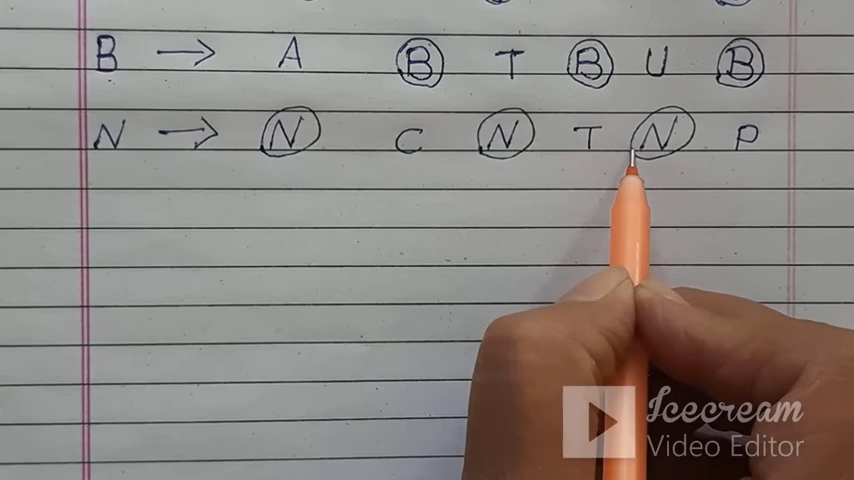 B → A B T B U B
N → N C N T N P
Icecream
Video Editor